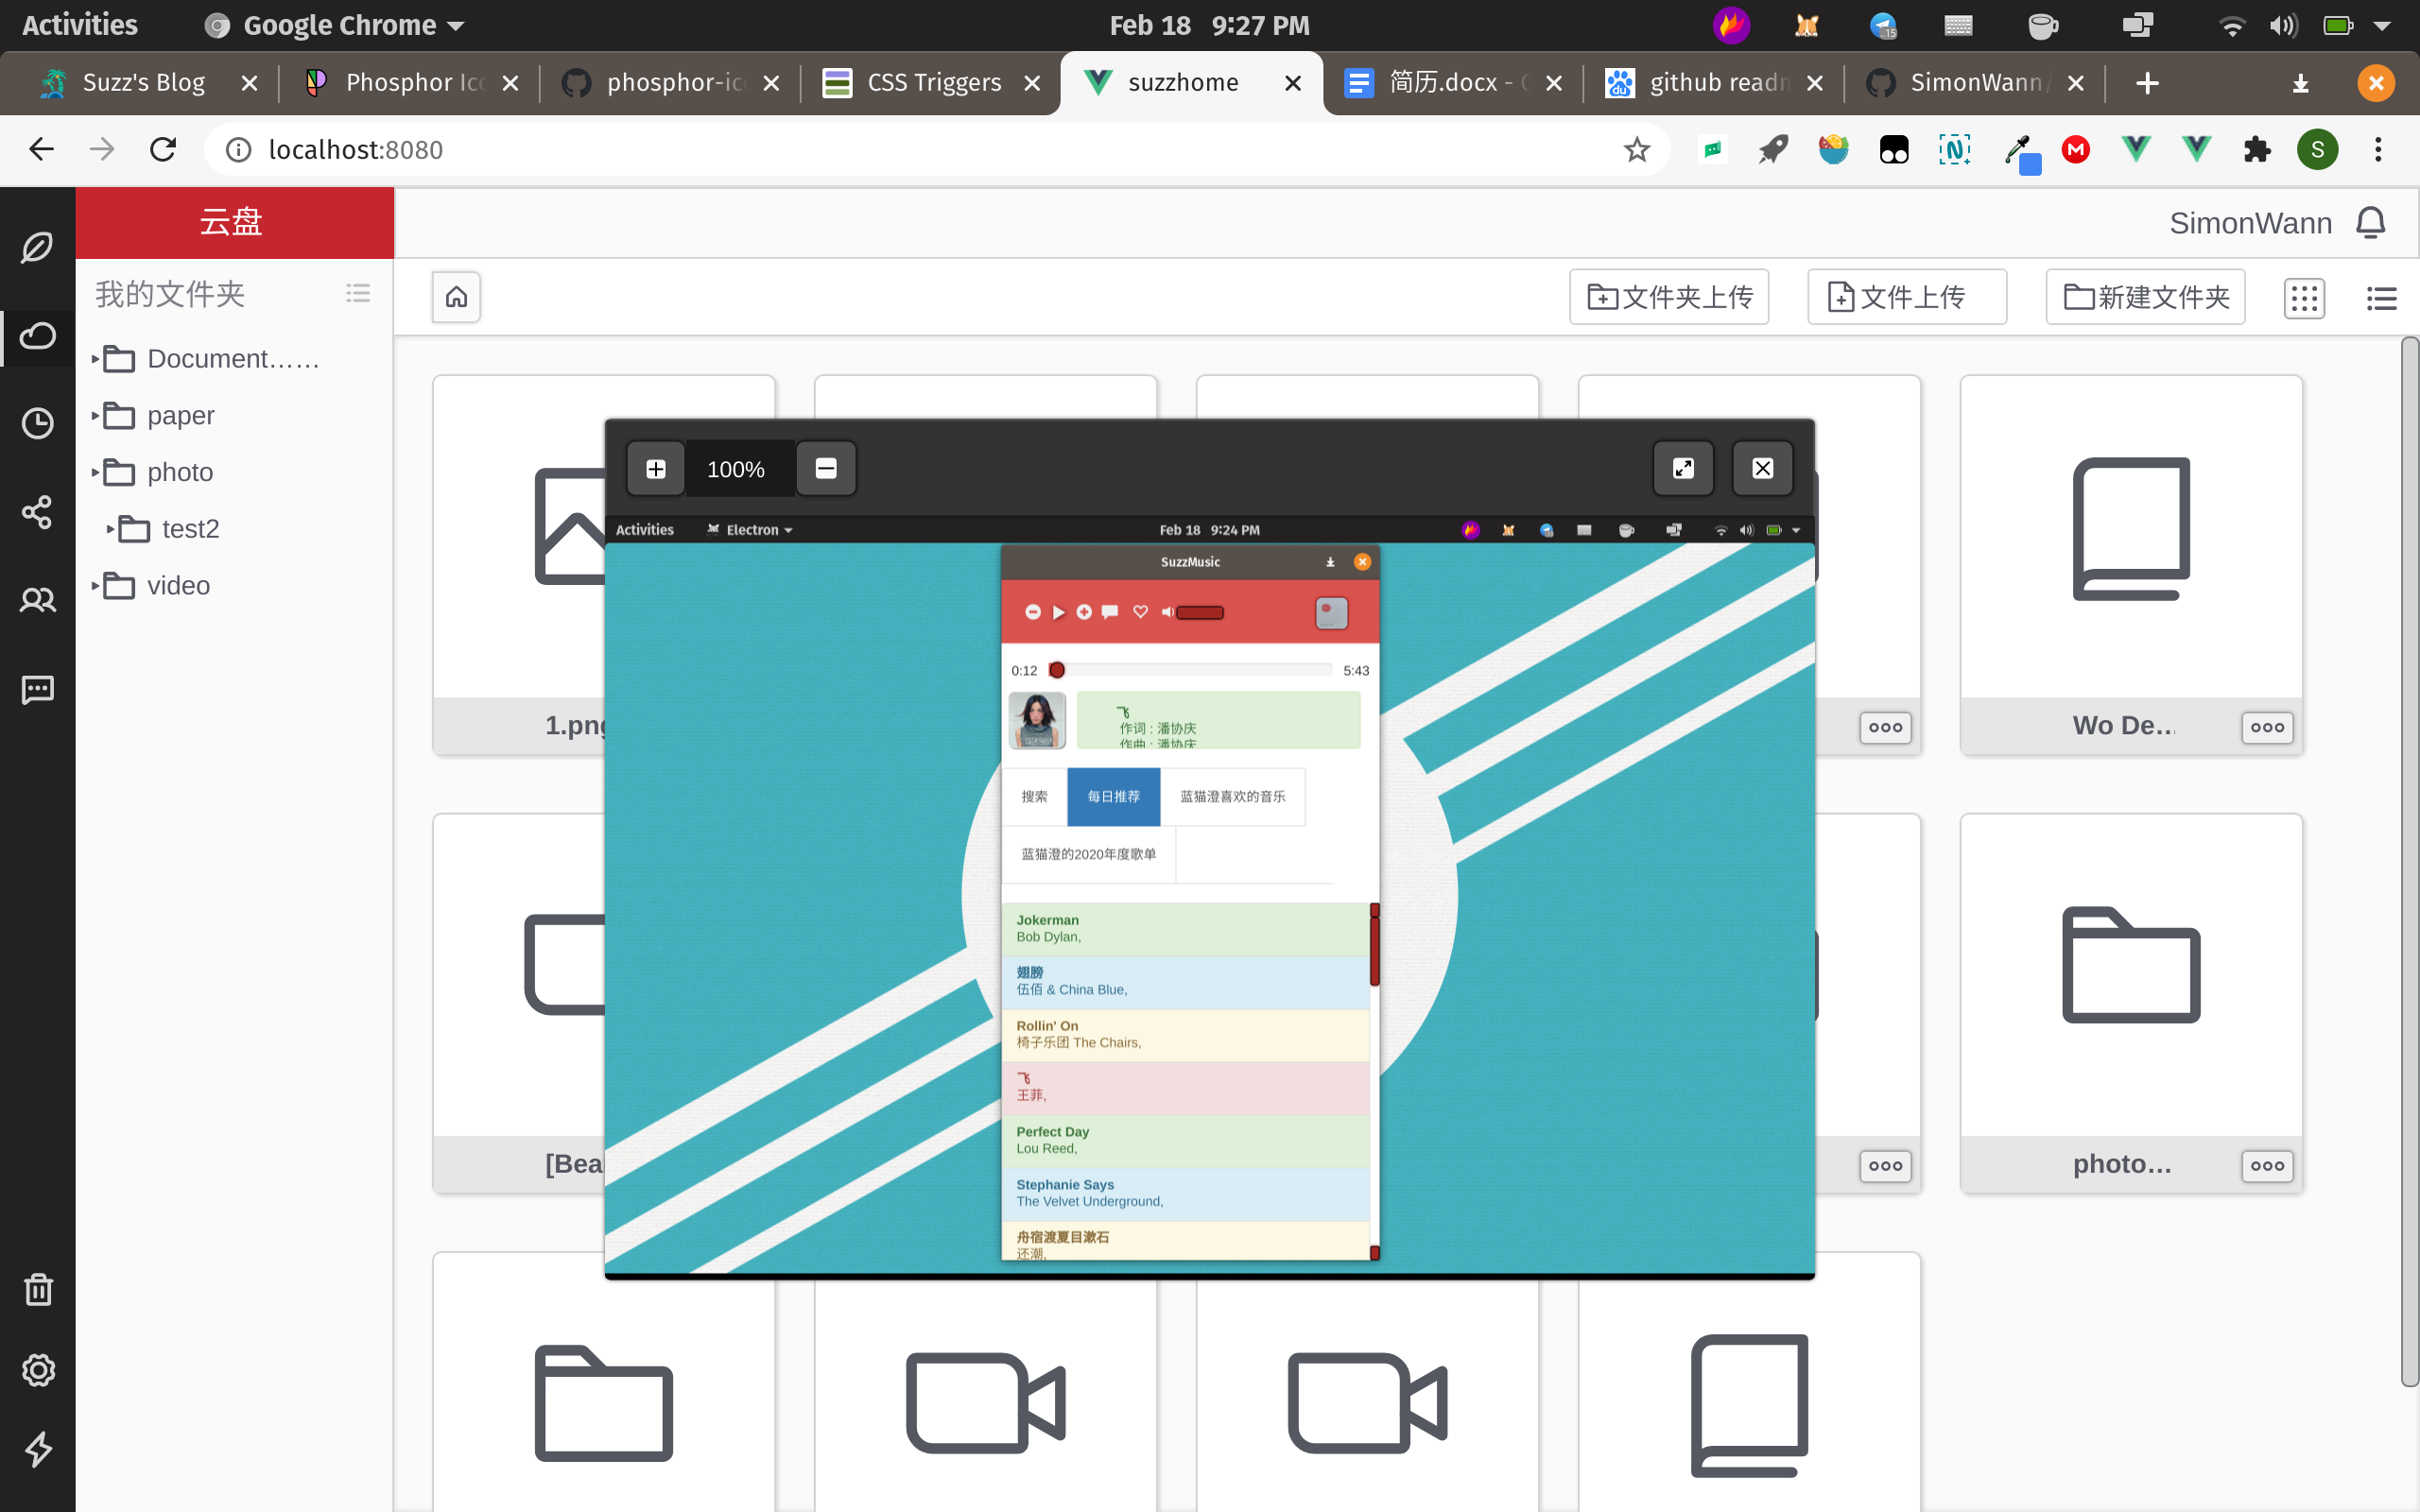 Activities Google Chrome Feb 18 9:27 PM
Suzz's Blog Phosphor Ic phosphor-ic CSS Triggers suzzhome 简历.docx - github readm SimonWann/
localhost:8080
云盘 SimonWann
我的文件夹 文件夹上传 文件上传 新建文件夹
Document……
paper
photo
test2
video
100%
Activities Electron Feb 18 9:24 PM
SuzzMusic
0:12 5:43
飞
作词 : 潘协庆
作曲 : 潘协庆
搜索 每日推荐 蓝猫澄喜欢的音乐
蓝猫澄的2020年度歌单
Jokerman
Bob Dylan,
翅膀
伍佰 & China Blue,
Rollin' On
椅子乐团 The Chairs,
飞
王菲,
Perfect Day
Lou Reed,
Stephanie Says
The Velvet Underground,
舟宿渡夏目漱石
还潮,
1.png
Wo De...
[Bea
photo...